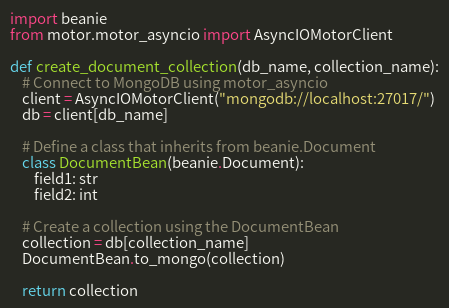 import beanie
from motor.motor_asyncio import AsyncIOMotorClient
def create_document_collection(db_name, collection_name):
# Connect to MongoDB using motor_asyncio
client = AsyncIOMotorClient("mongodb://localhost:27017/")
db = client[db_name]
# Define a class that inherits from beanie.Document
class DocumentBean(beanie.Document):
field1: str
field2: int
# Create a collection using the DocumentBean
collection = db[collection_name]
DocumentBean.to_mongo(collection)
return collection